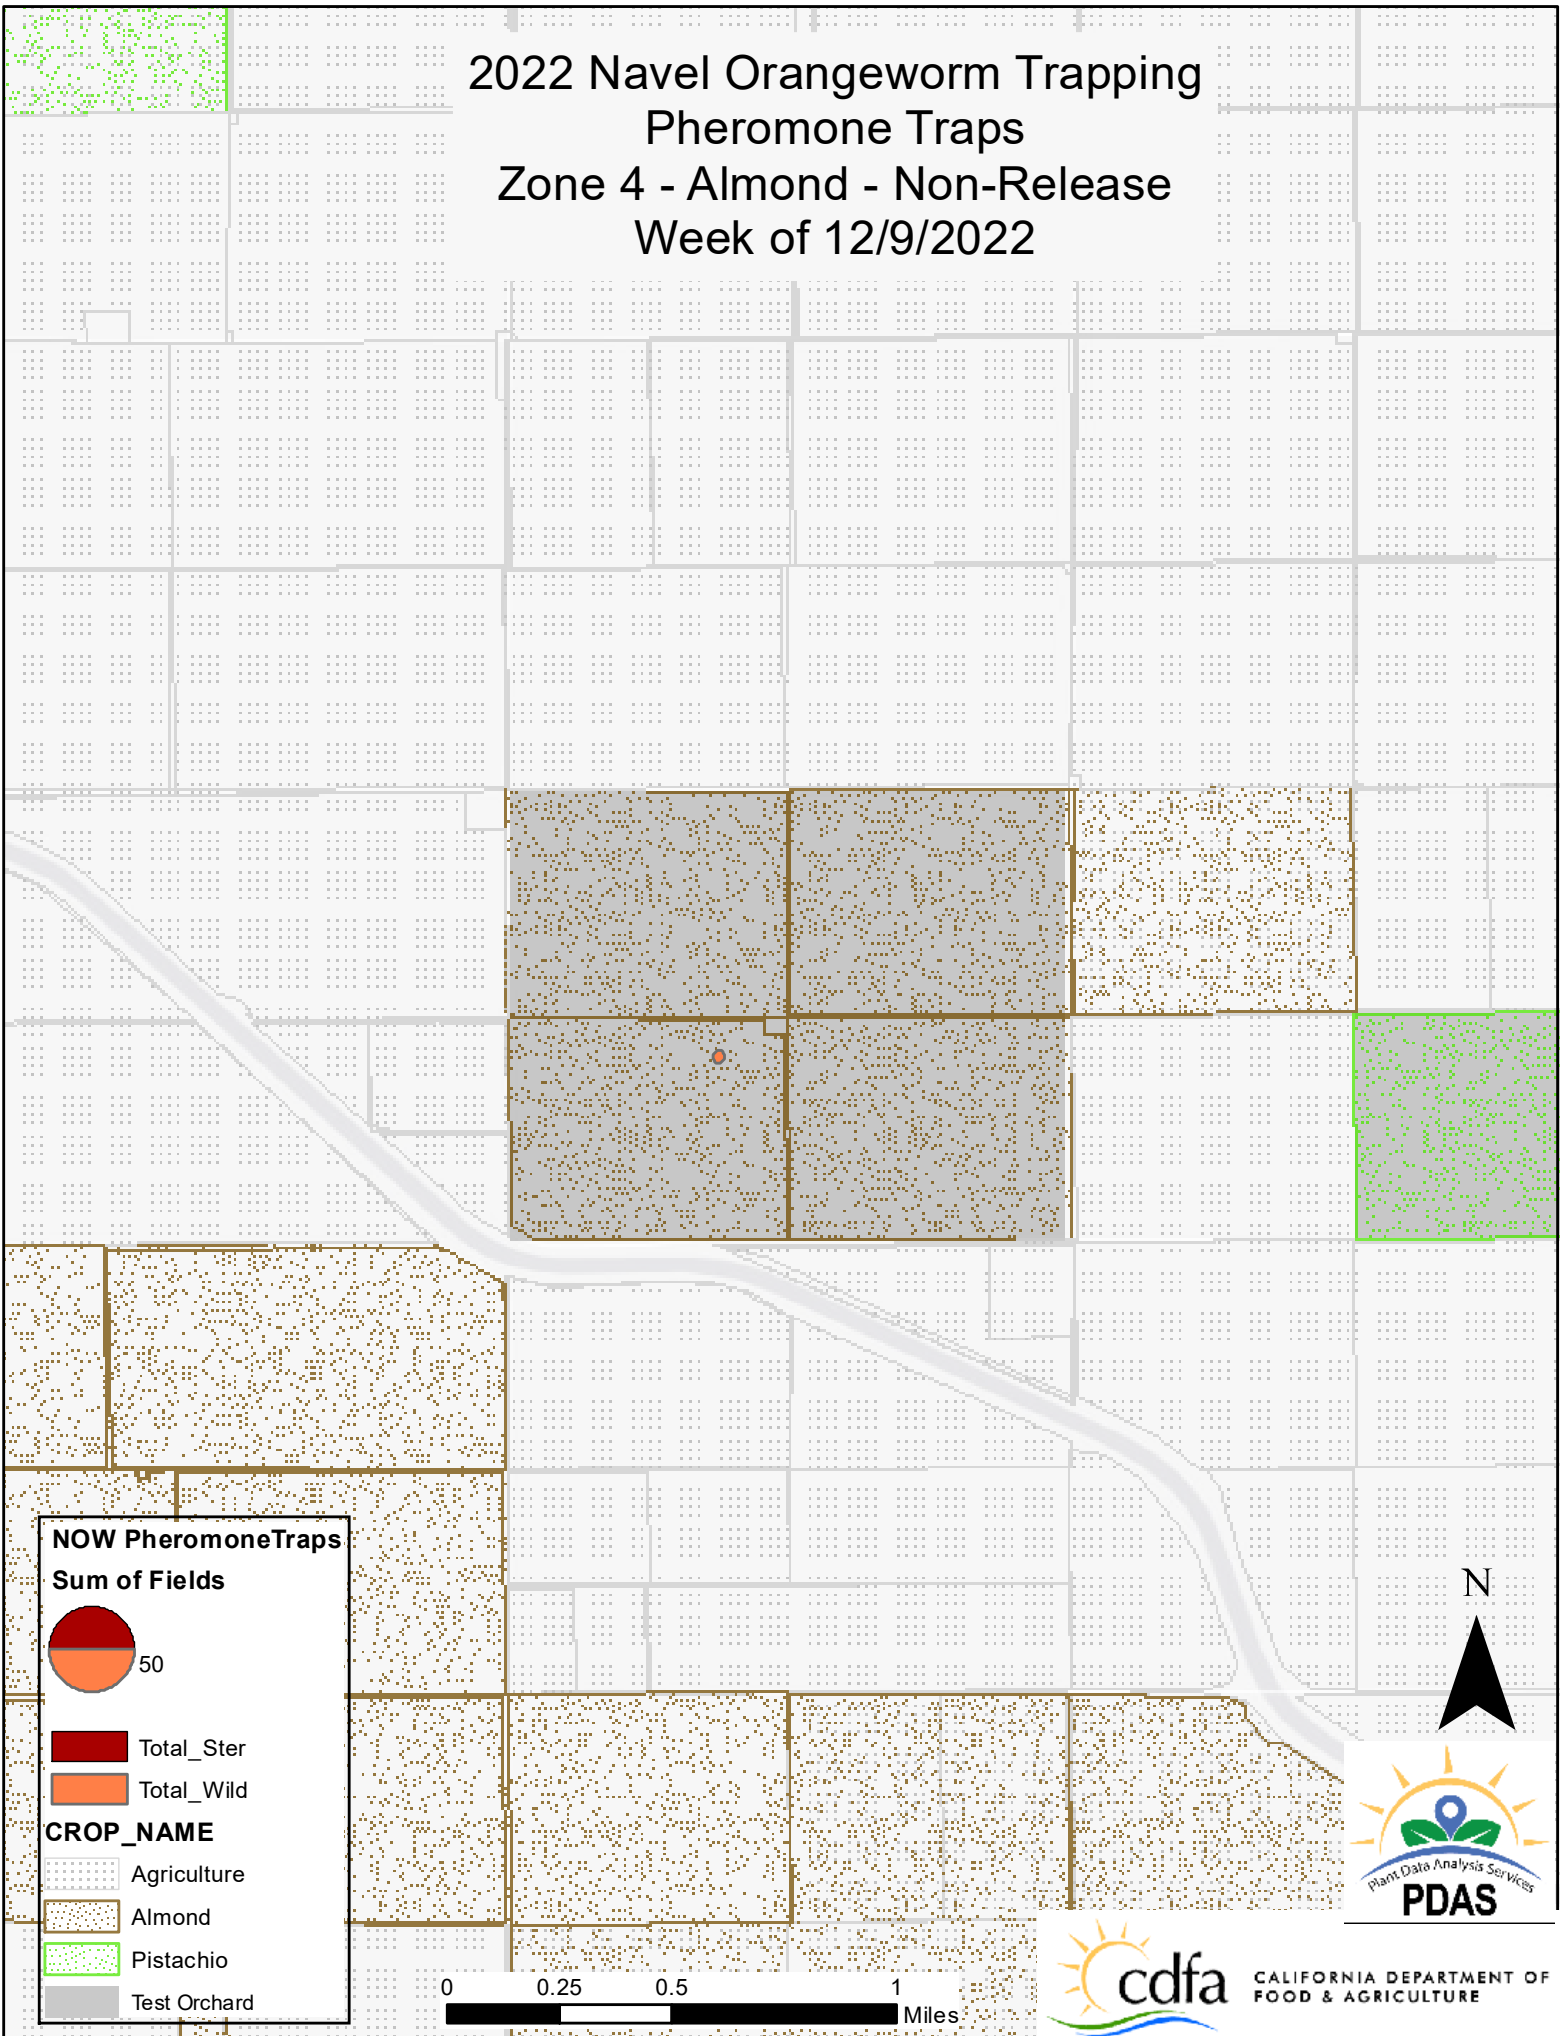 2022 Navel Orangeworm Trapping
Pheromone Traps
Zone 4 - Almond - Non-Release
Week of 12/9/2022
NOW PheromoneTraps
Sum of Fields
50
Total_Ster
Total_Wild
CROP_NAME
Agriculture
Almond
Pistachio
Test Orchard
0 0.25 0.5 1
Miles
N
Plant Data Analysis Services
PDAS
cdfa
CALIFORNIA DEPARTMENT OF
FOOD & AGRICULTURE